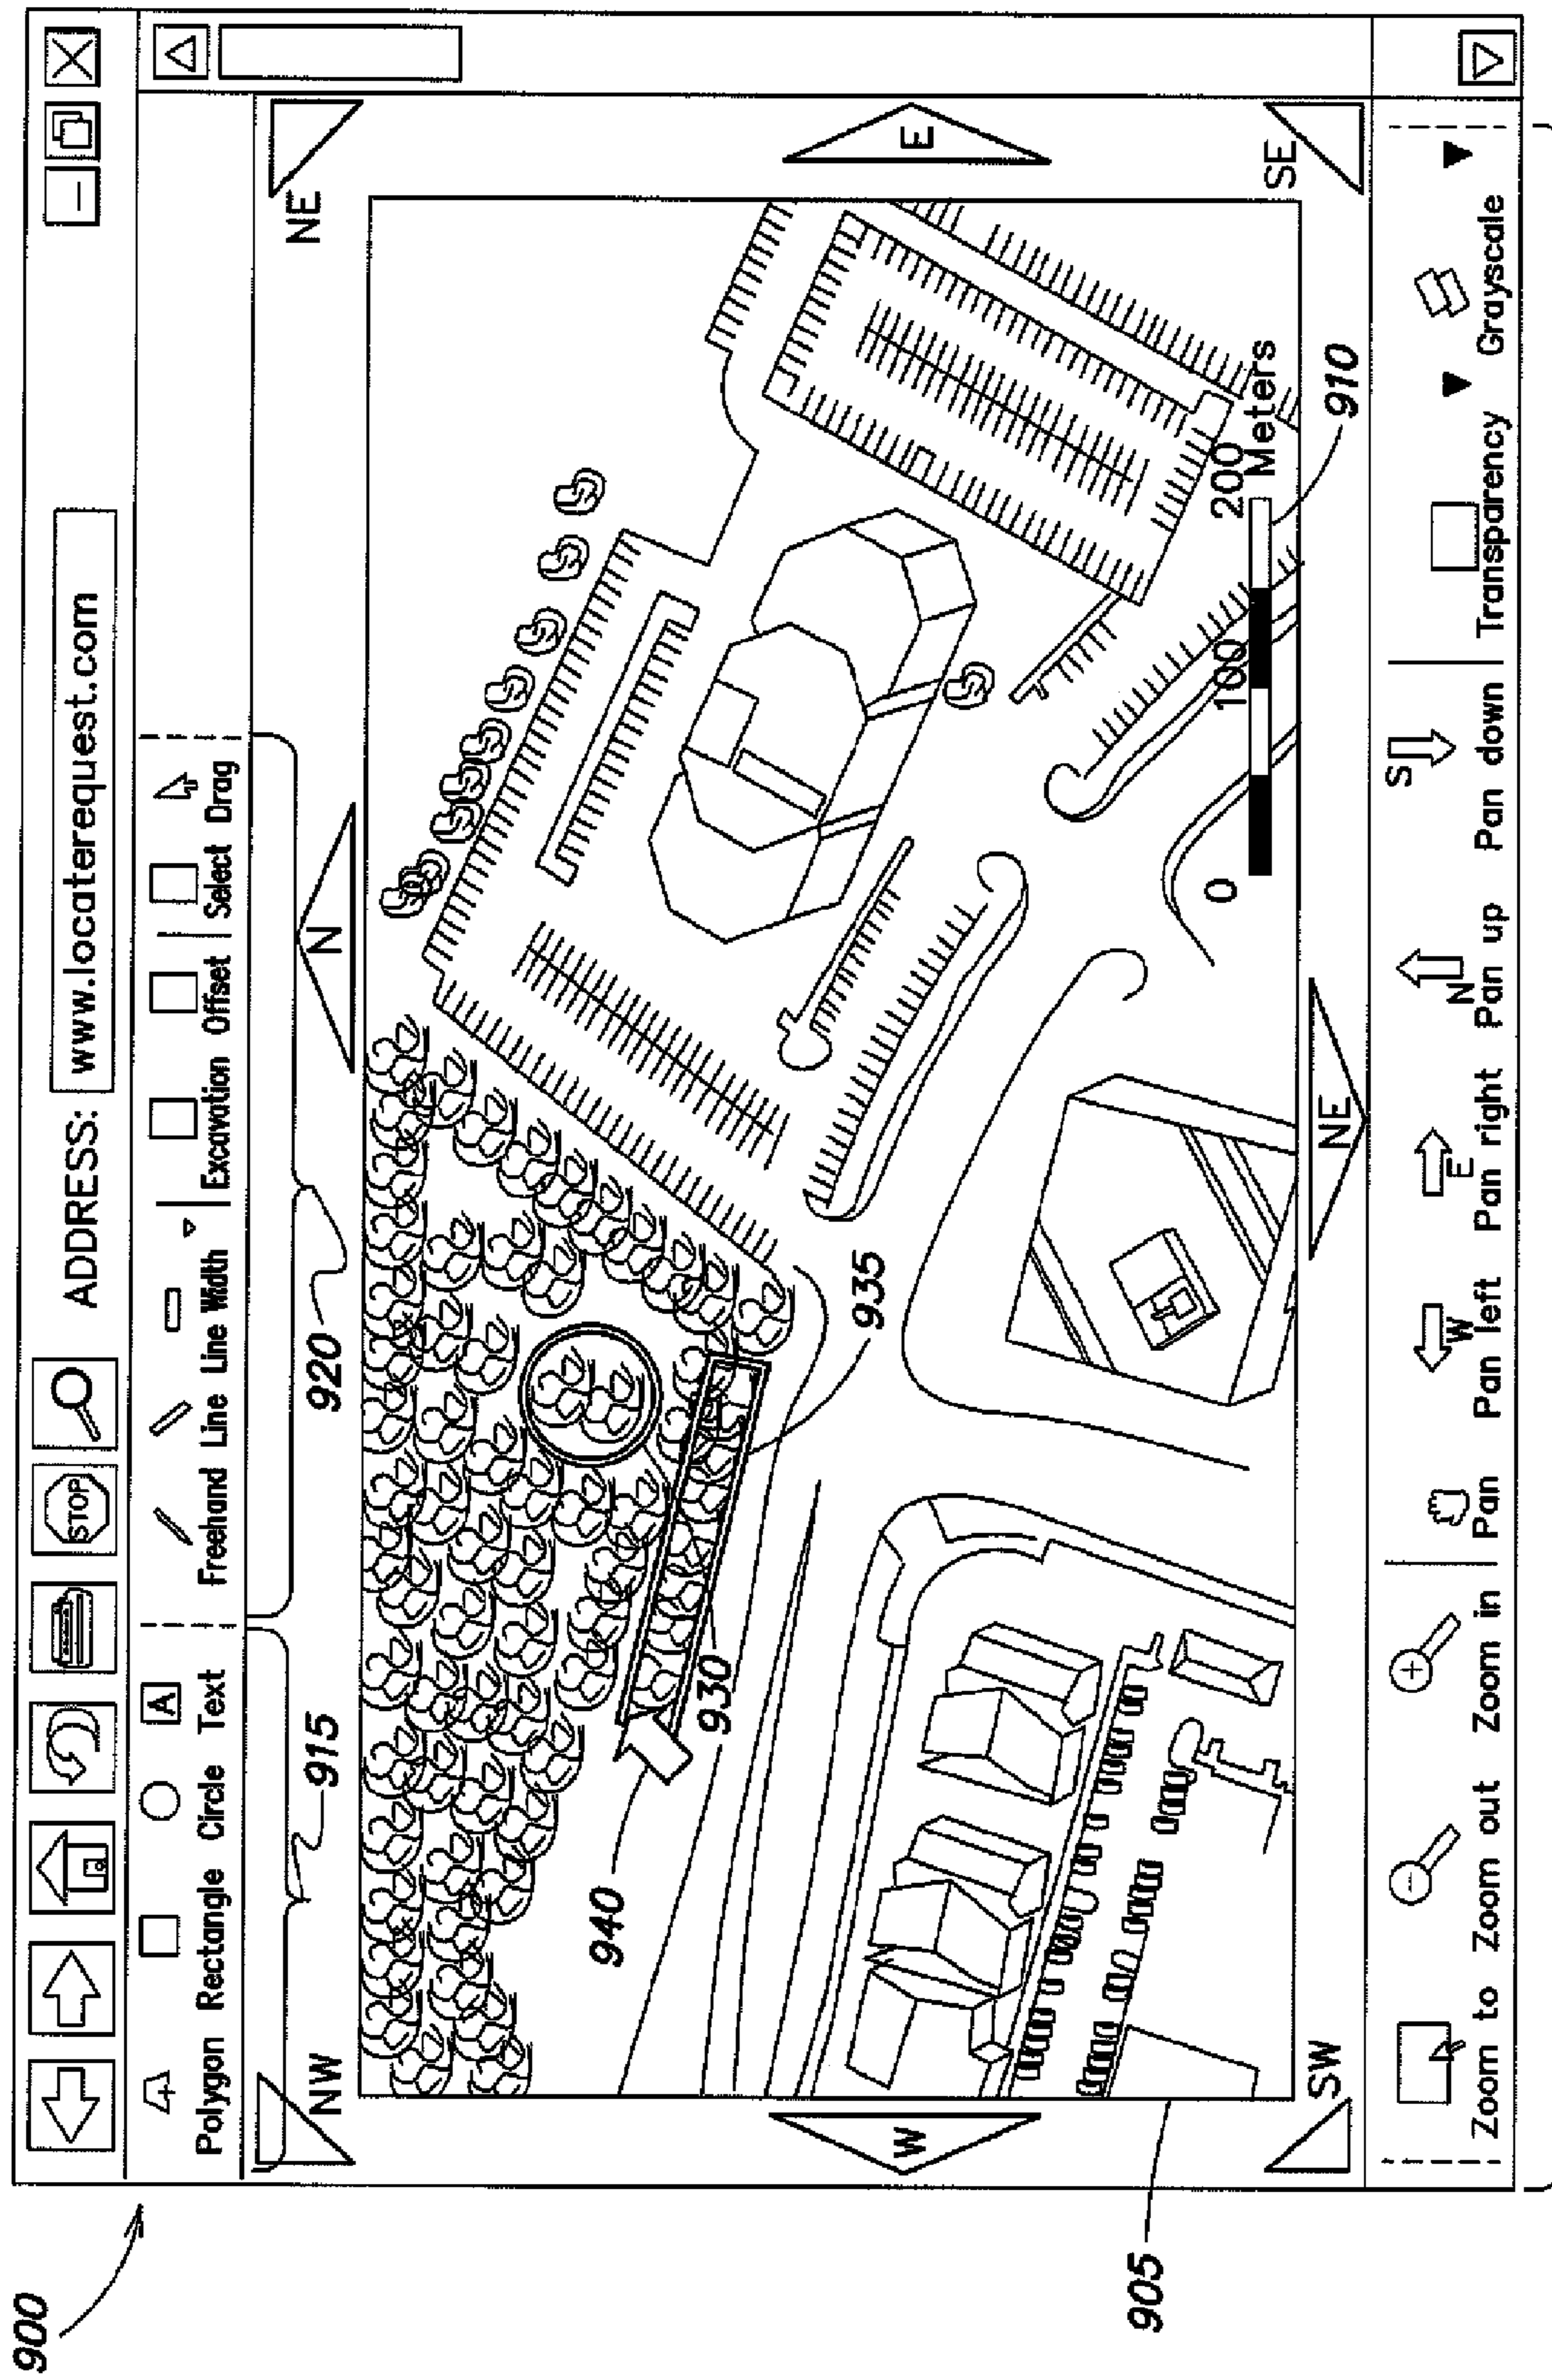 900
STOP
ADDRESS: www.locaterequest.com
Polygon Rectangle Circle Text Freehand Line Line Width Excavation Offset Select Drag
A
915
920
NW
N
NE
940
930
935
W
E
0 100 200
Meters
910
905
SW
NE
SE
W E N S
Zoom to Zoom out Zoom in Pan Pan left Pan right Pan up Pan down Transparency Grayscale